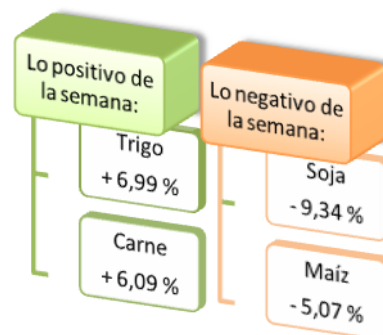 Lo positivo de
la semana:
Trigo
+ 6,99 %
Carne
+ 6,09 %
Lo negativo de
la semana:
Soja
- 9,34 %
Maíz
- 5,07 %